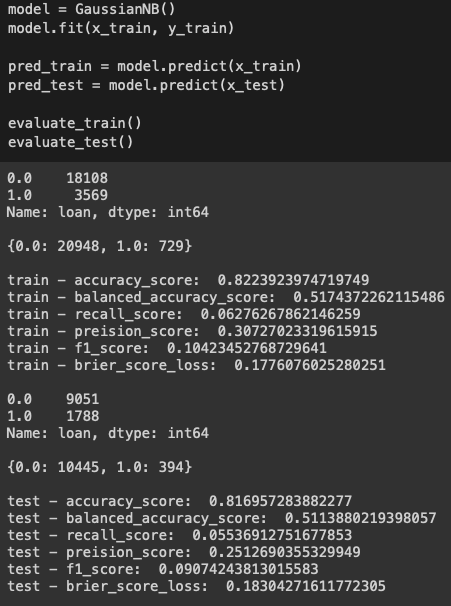 model = GaussianNB()
model.fit(x_train, y_train)
pred_train = model.predict(x_train)
pred_test = model.predict(x_test)
evaluate_train()
evaluate_test()
0.0    18108
1.0     3569
Name: loan, dtype: int64
{0.0: 20948, 1.0: 729}
train - accuracy_score:  0.8223923974719749
train - balanced_accuracy_score:  0.5174372262115486
train - recall_score:  0.06276267862146259
train - preision_score:  0.30727023319615915
train - f1_score:  0.10423452768729641
train - brier_score_loss:  0.1776076025280251
0.0    9051
1.0    1788
Name: loan, dtype: int64
{0.0: 10445, 1.0: 394}
test - accuracy_score:  0.816957283882277
test - balanced_accuracy_score:  0.5113880219398057
test - recall_score:  0.05536912751677853
test - preision_score:  0.2512690355329949
test - f1_score:  0.09074243813015583
test - brier_score_loss:  0.18304271611772305